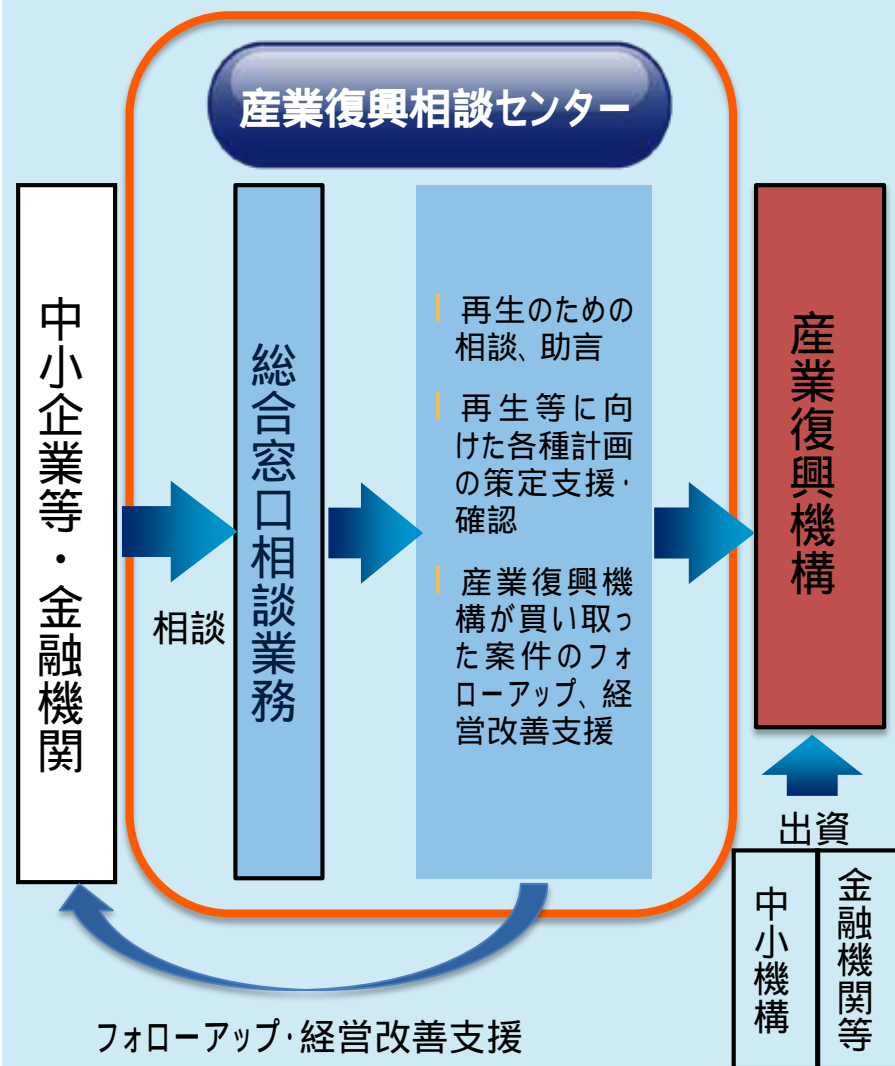 産業復興相談センター
中小企業等・金融機関
相談
総合窓口相談業務
再生のための
相談、助言
再生等に向
けた各種計画
の策定支援・
確認
産業復興機
構が買い取っ
た案件のフォ
ローアップ、経
営改善支援
産業復興機構
出資
中小機構
金融機関等
フォローアップ・経営改善支援